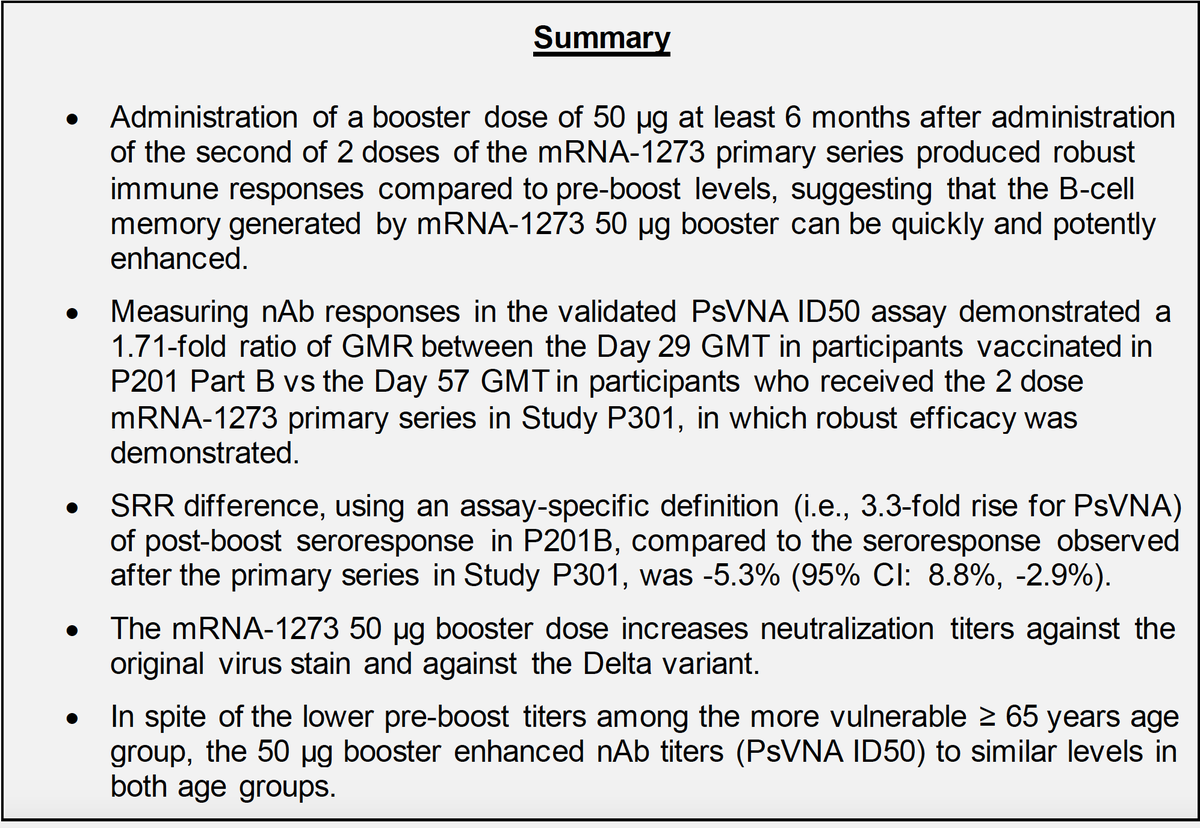 Summary
• Administration of a booster dose of 50 µg at least 6 months after administration
of the second of 2 doses of the mRNA-1273 primary series produced robust
immune responses compared to pre-boost levels, suggesting that the B-cell
memory generated by mRNA-1273 50 µg booster can be quickly and potently
enhanced.
• Measuring nAb responses in the validated PsVNA ID50 assay demonstrated a
1.71-fold ratio of GMR between the Day 29 GMT in participants vaccinated in
P201 Part B vs the Day 57 GMT in participants who received the 2 dose
mRNA-1273 primary series in Study P301, in which robust efficacy was
demonstrated.
• SRR difference, using an assay-specific definition (i.e., 3.3-fold rise for PsVNA)
of post-boost seroresponse in P201B, compared to the seroresponse observed
after the primary series in Study P301, was -5.3% (95% CI: 8.8%, -2.9%).
• The mRNA-1273 50 µg booster dose increases neutralization titers against the
original virus stain and against the Delta variant.
• In spite of the lower pre-boost titers among the more vulnerable ≥ 65 years age
group, the 50 µg booster enhanced nAb titers (PsVNA ID50) to similar levels in
both age groups.